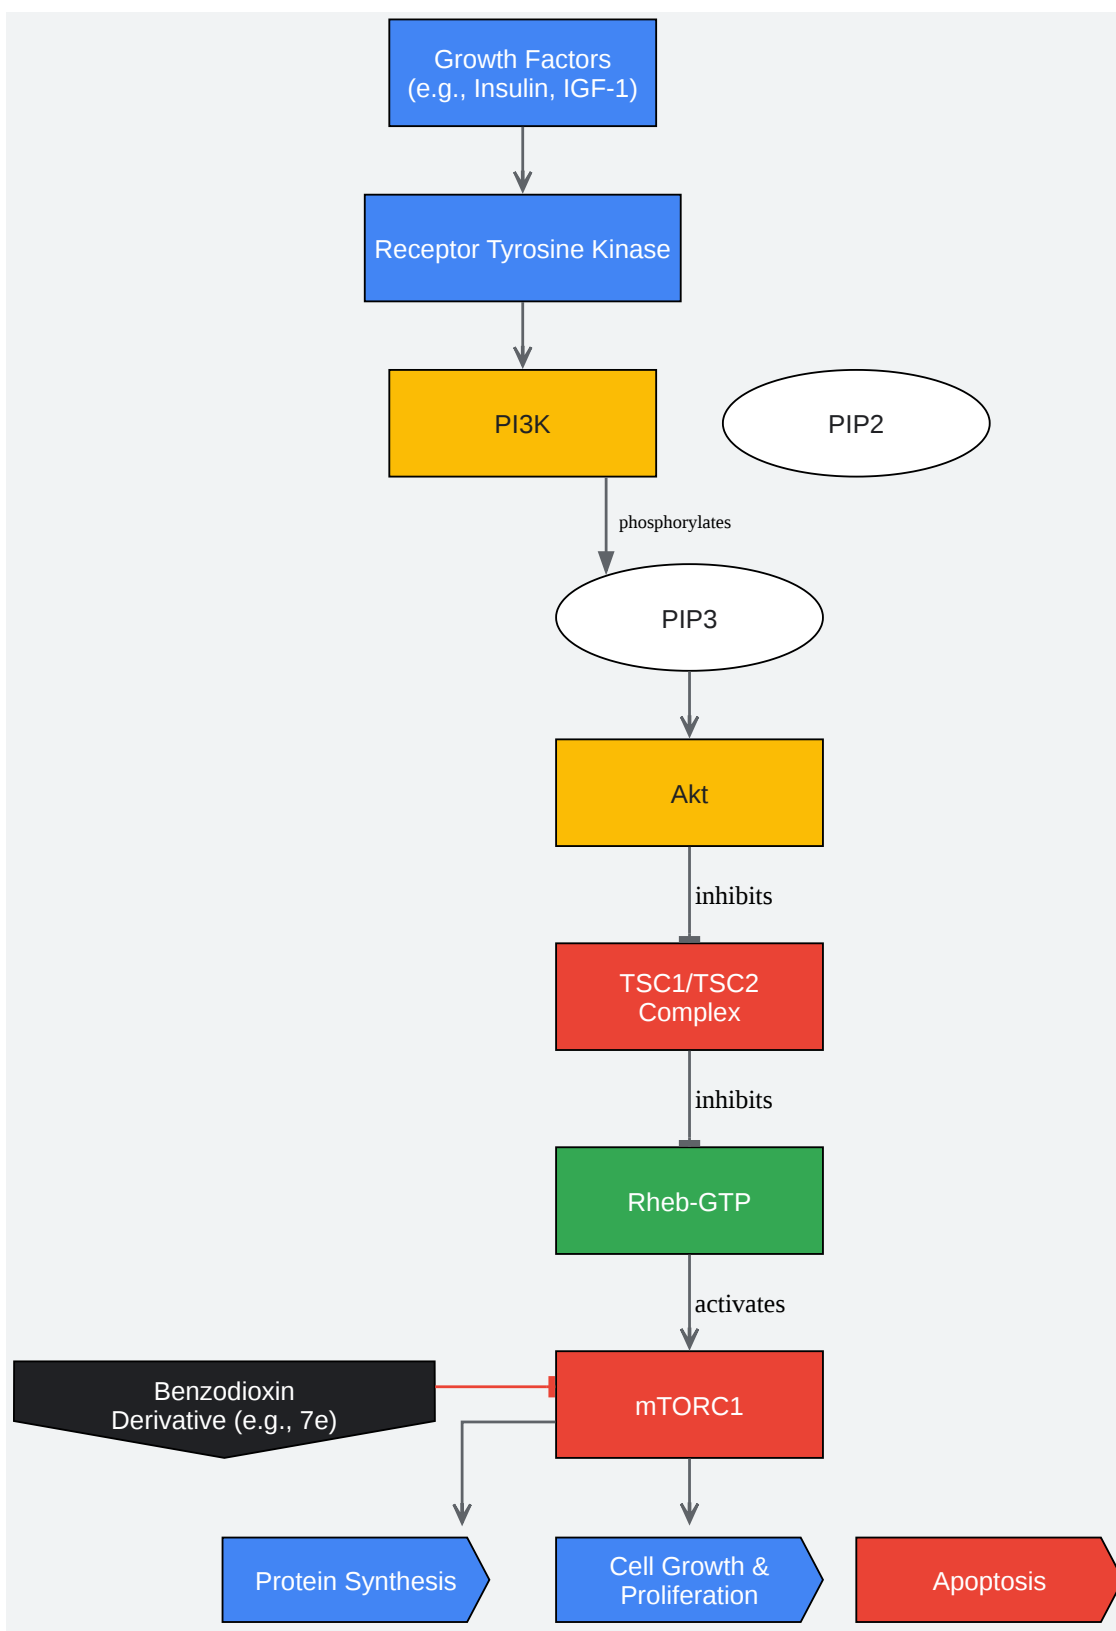 Growth Factors
(e.g., Insulin, IGF-1)
Receptor Tyrosine Kinase
PI3K
PIP2
phosphorylates
PIP3
Akt
inhibits
TSC1/TSC2
Complex
inhibits
Rheb-GTP
activates
Benzodioxin
Derivative (e.g., 7e)
mTORC1
Protein Synthesis
Cell Growth &
Proliferation
Apoptosis